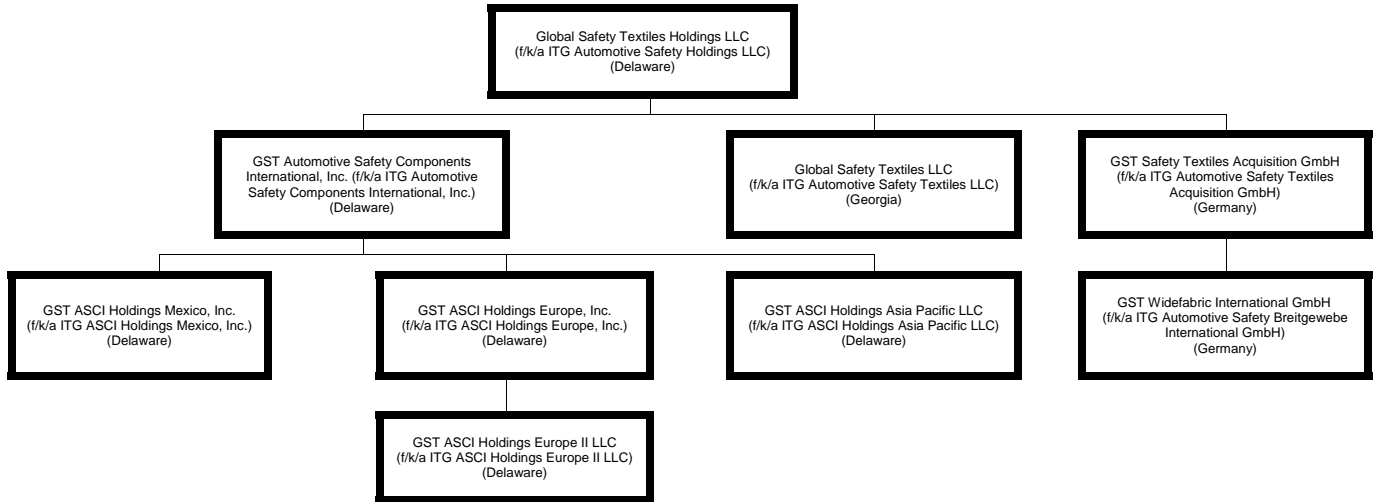 Global Safety Textiles Holdings LLC
(f/k/a ITG Automotive Safety Holdings LLC)
(Delaware)
GST Automotive Safety Components
International, Inc. (f/k/a ITG Automotive
Safety Components International, Inc.)
(Delaware)
Global Safety Textiles LLC
(f/k/a ITG Automotive Safety Textiles LLC)
(Georgia)
GST Safety Textiles Acquisition GmbH
(f/k/a ITG Automotive Safety Textiles
Acquisition GmbH)
(Germany)
GST ASCI Holdings Mexico, Inc.
(f/k/a ITG ASCI Holdings Mexico, Inc.)
(Delaware)
GST ASCI Holdings Europe, Inc.
(f/k/a ITG ASCI Holdings Europe, Inc.)
(Delaware)
GST ASCI Holdings Asia Pacific LLC
(f/k/a ITG ASCI Holdings Asia Pacific LLC)
(Delaware)
GST Widefabric International GmbH
(f/k/a ITG Automotive Safety Breitgewebe
International GmbH)
(Germany)
GST ASCI Holdings Europe II LLC
(f/k/a ITG ASCI Holdings Europe II LLC)
(Delaware)